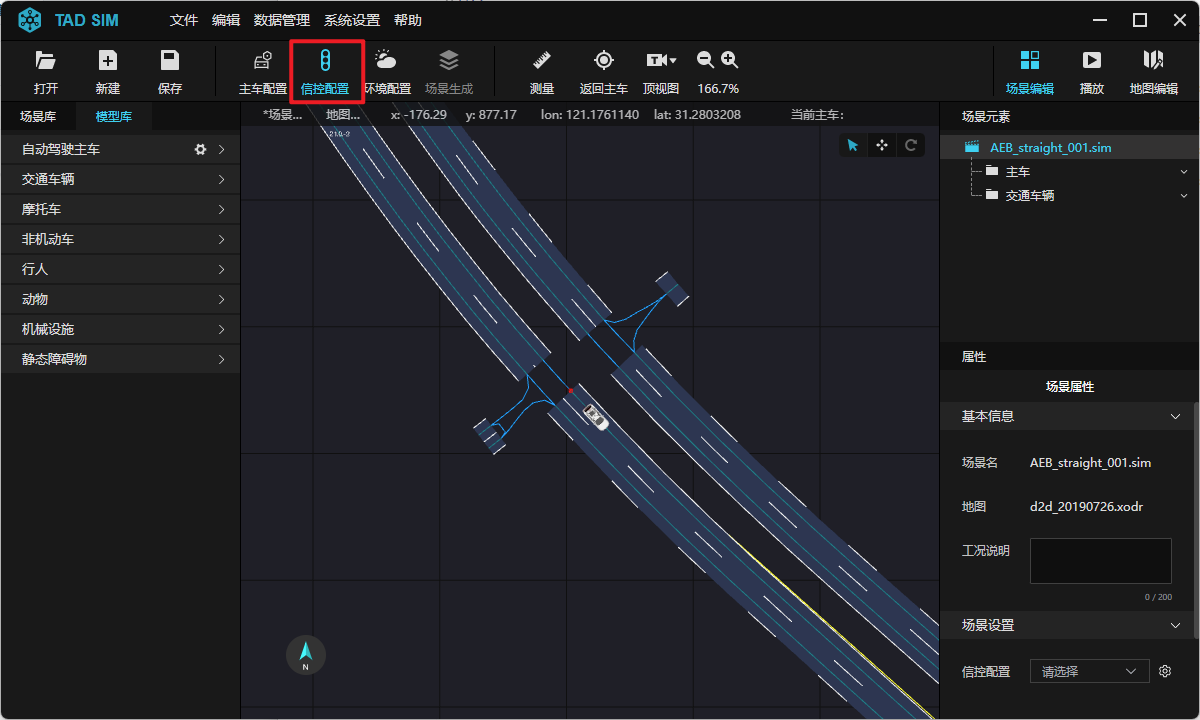 TAD SIM 文件 编辑 数据管理 系统设置 帮助
打开 新建 保存 主车配置 信控配置 环境配置 场景生成 测量 返回主车 顶视图 166.7% 场景编辑 播放 地图编辑
场景库 模型库
*场景... 地图... x: -176.29 y: 877.17 lon: 121.1761140 lat: 31.2803208 当前主车:
自动驾驶主车
交通车辆
摩托车
非机动车
行人
动物
机械设施
静态障碍物
N
场景元素
AEB_straight_001.sim
主车
交通车辆
属性
场景属性
基本信息
场景名 AEB_straight_001.sim
地图 d2d_20190726.xodr
工况说明
0 / 200
场景设置
信控配置 请选择